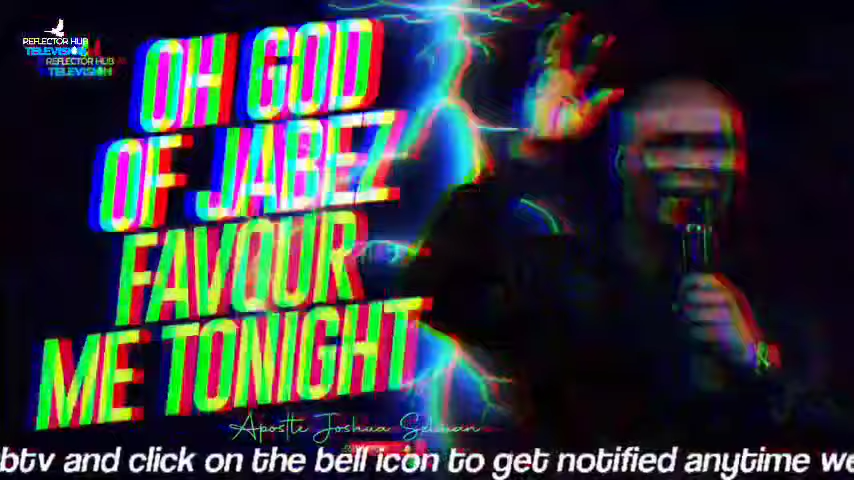 REFLECTOR HUB
TELEVISION
REFLECTOR HUB
TELEVISION
OH GOD
OF JABEZ
FAVOUR
ME TONIGHT
Apostle Joshua Selman
btv and click on the bell icon to get notified anytime we